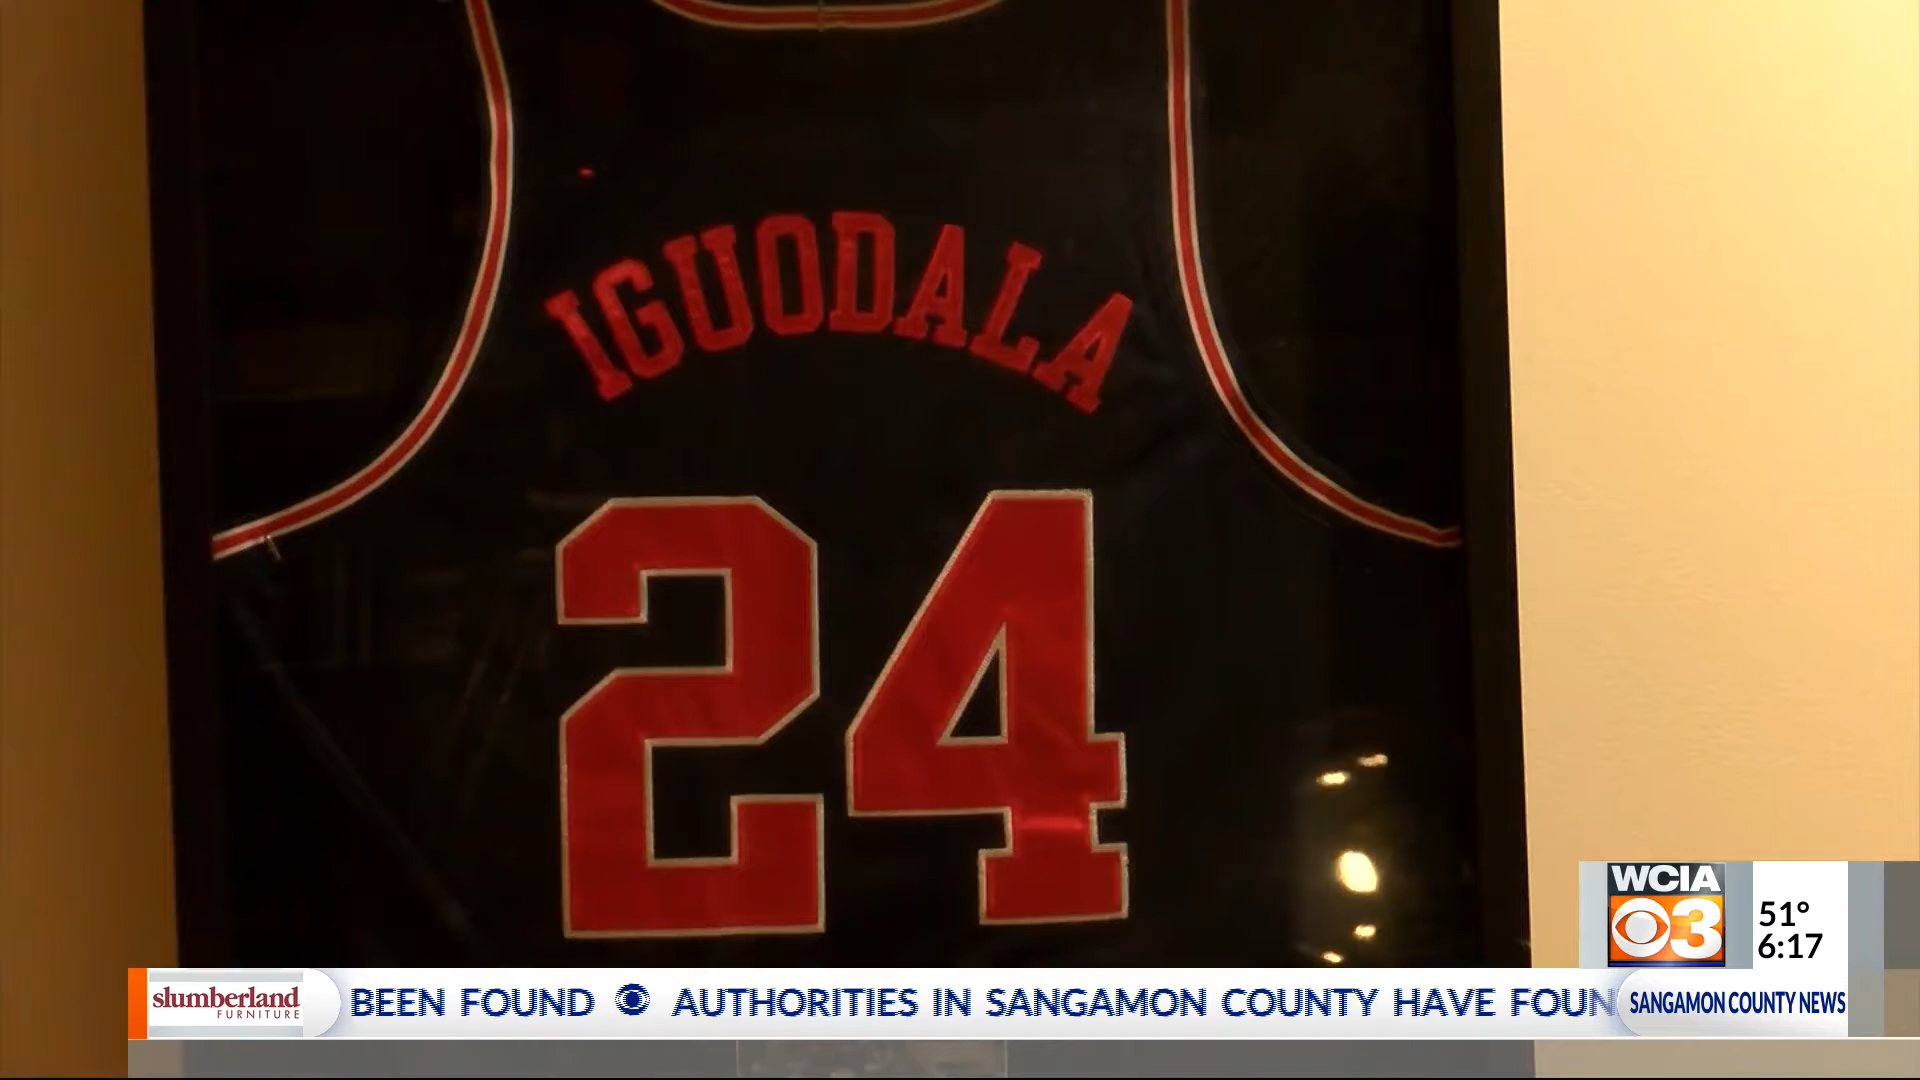 IGUODALA
24
WCIA
3
51°
6:17
slumberland
FURNITURE
BEEN FOUND AUTHORITIES IN SANGAMON COUNTY HAVE FOUN
SANGAMON COUNTY NEWS